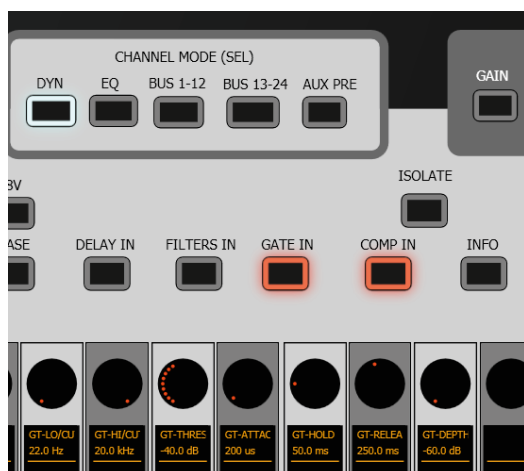 CHANNEL MODE (SEL)
DYN EQ BUS 1-12 BUS 13-24 AUX PRE
GAIN
ISOLATE
DELAY IN FILTERS IN GATE IN COMP IN INFO
GT-LO/CU GT-HI/CU GT-THRES GT-ATTAC GT-HOLD GT-RELEA GT-DEPTH
22.0 Hz 20.0 kHz -40.0 dB 200 us 50.0 ms 250.0 ms -60.0 dB